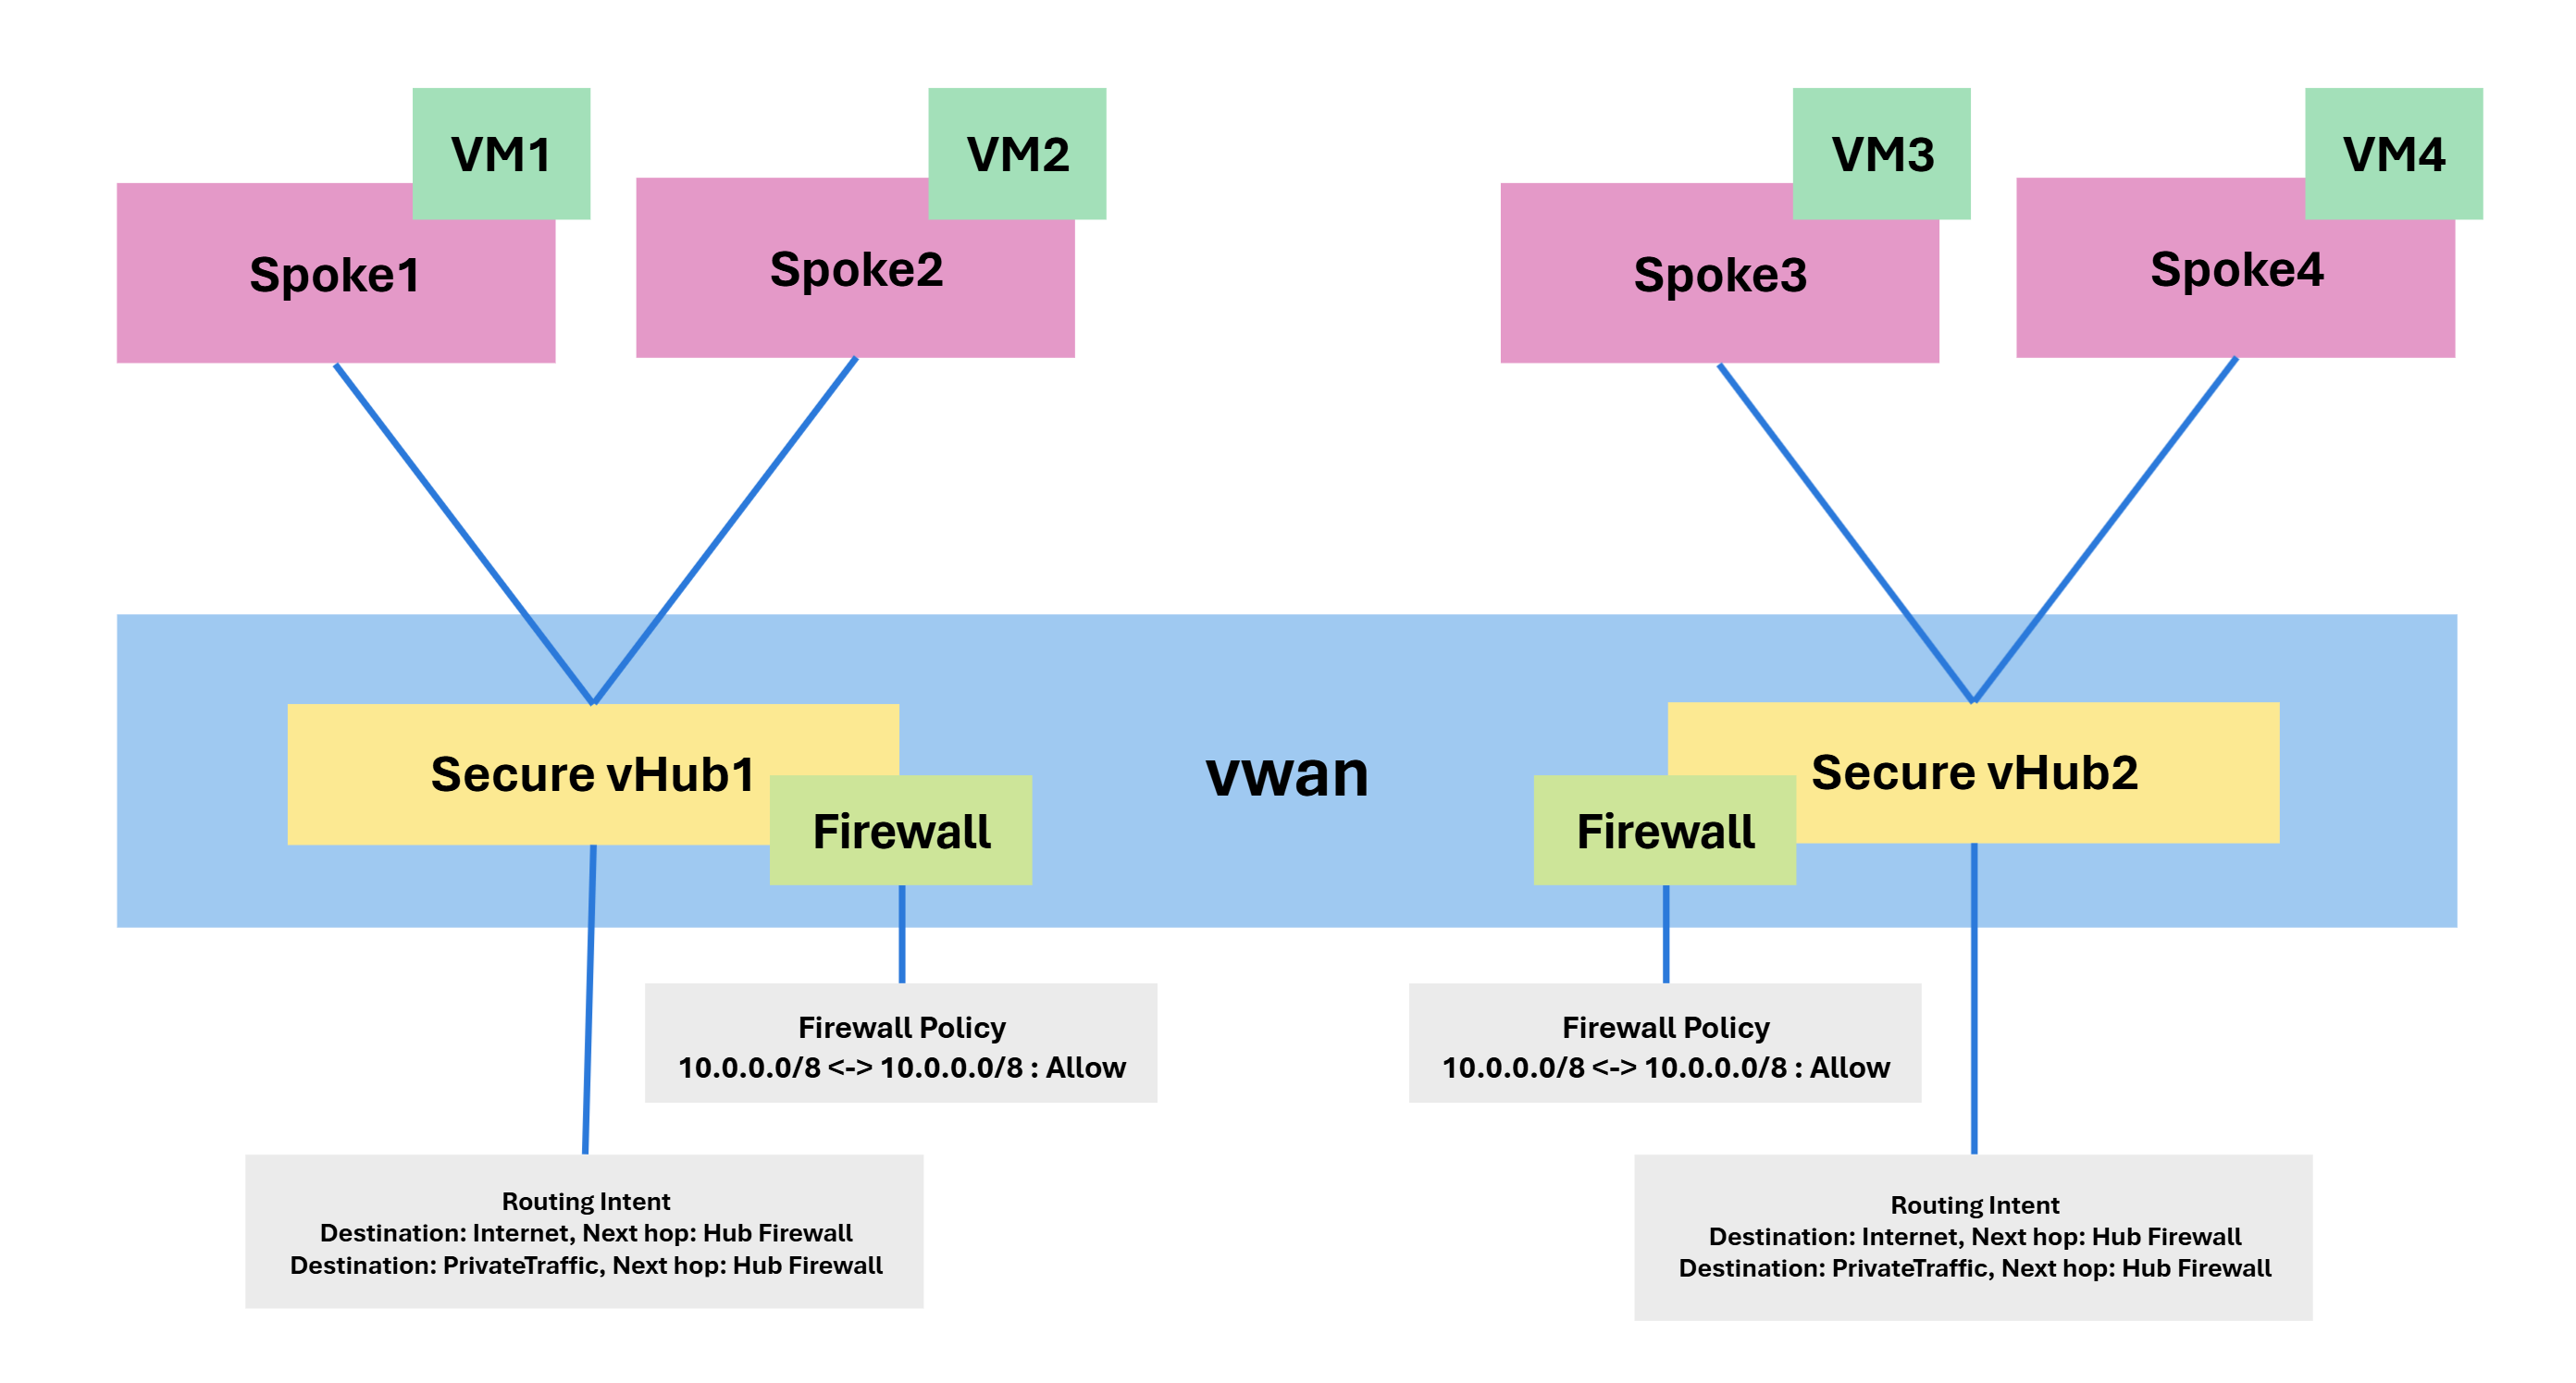 VM1
VM2
VM3
VM4
Spoke1
Spoke2
Spoke3
Spoke4
Secure vHub1
vwan
Secure vHub2
Firewall
Firewall
Firewall Policy
10.0.0.0/8 <-> 10.0.0.0/8 : Allow
Firewall Policy
10.0.0.0/8 <-> 10.0.0.0/8 : Allow
Routing Intent
Destination: Internet, Next hop: Hub Firewall
Destination: PrivateTraffic, Next hop: Hub Firewall
Routing Intent
Destination: Internet, Next hop: Hub Firewall
Destination: PrivateTraffic, Next hop: Hub Firewall